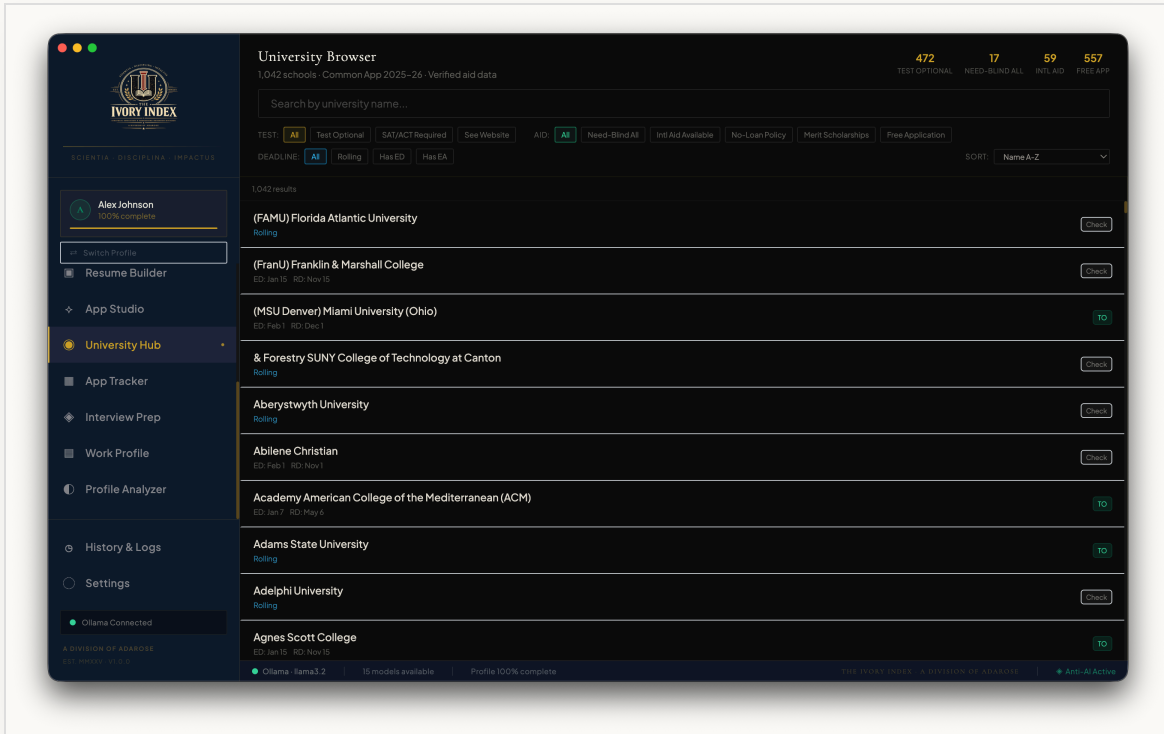 THE
IVORY INDEX
SCIENTIA · DISCIPLINA · IMPACTUS
A
Alex Johnson
100% complete
⇄ Switch Profile
Resume Builder
App Studio
University Hub
App Tracker
Interview Prep
Work Profile
Profile Analyzer
History & Logs
Settings
Ollama Connected
A DIVISION OF ADAROSE
EST. MMXXV · V1.0.0
University Browser
1,042 schools · Common App 2025–26 · Verified aid data
472 17 59 557
TEST OPTIONAL NEED-BLIND ALL INTL AID FREE APP
Search by university name...
TEST: All Test Optional SAT/ACT Required See Website AID: All Need-Blind All Intl Aid Available No-Loan Policy Merit Scholarships Free Application
DEADLINE: All Rolling Has ED Has EA SORT: Name A-Z
1,042 results
(FAMU) Florida Atlantic University
Rolling
Check
(FranU) Franklin & Marshall College
ED: Jan 15 RD: Nov 15
Check
(MSU Denver) Miami University (Ohio)
ED: Feb 1 RD: Dec 1
TO
& Forestry SUNY College of Technology at Canton
Rolling
Check
Aberystwyth University
Rolling
Check
Abilene Christian
ED: Feb 1 RD: Nov 1
Check
Academy American College of the Mediterranean (ACM)
ED: Jan 7 RD: May 6
TO
Adams State University
Rolling
TO
Adelphi University
Rolling
Check
Agnes Scott College
ED: Jan 15 RD: Nov 15
TO
Ollama · llama3.2 15 models available Profile 100% complete THE IVORY INDEX · A DIVISION OF ADAROSE Anti-AI Active